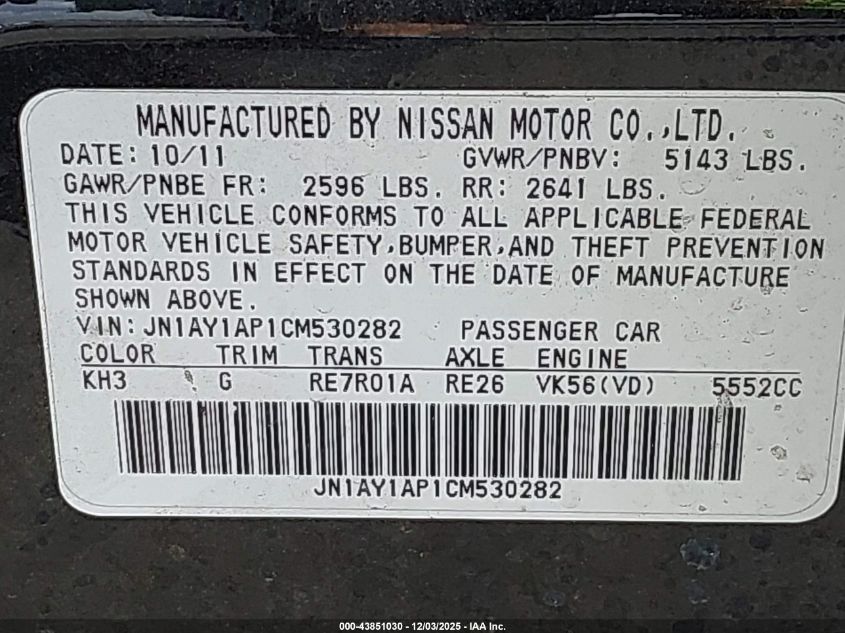 MANUFACTURED BY NISSAN MOTOR CO.,LTD.
DATE: 10/11 GVWR/PNBV: 5143 LBS.
GAWR/PNBE FR: 2596 LBS. RR: 2641 LBS.
THIS VEHICLE CONFORMS TO ALL APPLICABLE FEDERAL
MOTOR VEHICLE SAFETY,BUMPER,AND THEFT PREVENTION
STANDARDS IN EFFECT ON THE DATE OF MANUFACTURE
SHOWN ABOVE.
VIN: JN1AY1AP1CM530282 PASSENGER CAR
COLOR TRIM TRANS AXLE ENGINE
KH3 G RE7R01A RE26 VK56(VD) 5552CC
JN1AY1AP1CM530282
000-43851030 - 12/03/2025 - IAA Inc.